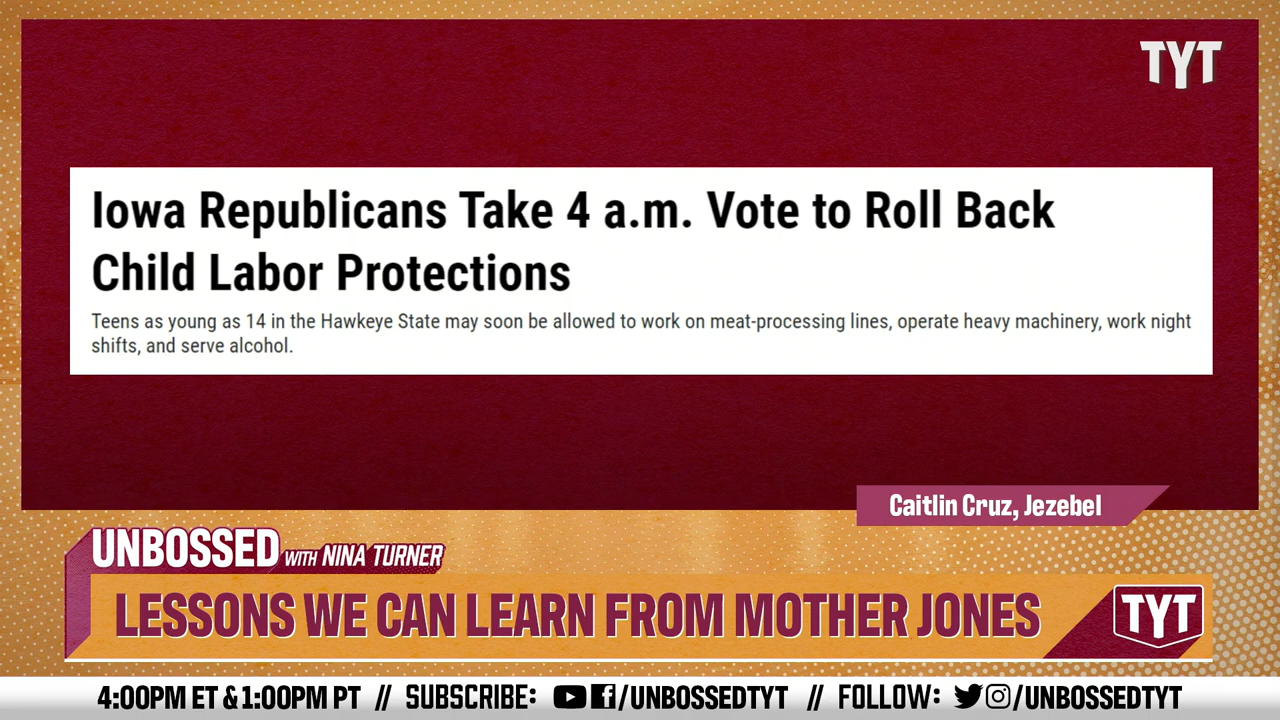 TYT
Iowa Republicans Take 4 a.m. Vote to Roll Back
Child Labor Protections
Teens as young as 14 in the Hawkeye State may soon be allowed to work on meat-processing lines, operate heavy machinery, work night
shifts, and serve alcohol.
Caitlin Cruz, Jezebel
UNBOSSED WITH NINA TURNER
LESSONS WE CAN LEARN FROM MOTHER JONES
TYT
4:00PM ET & 1:00PM PT // SUBSCRIBE: /UNBOSSEDTYT // FOLLOW: /UNBOSSEDTYT